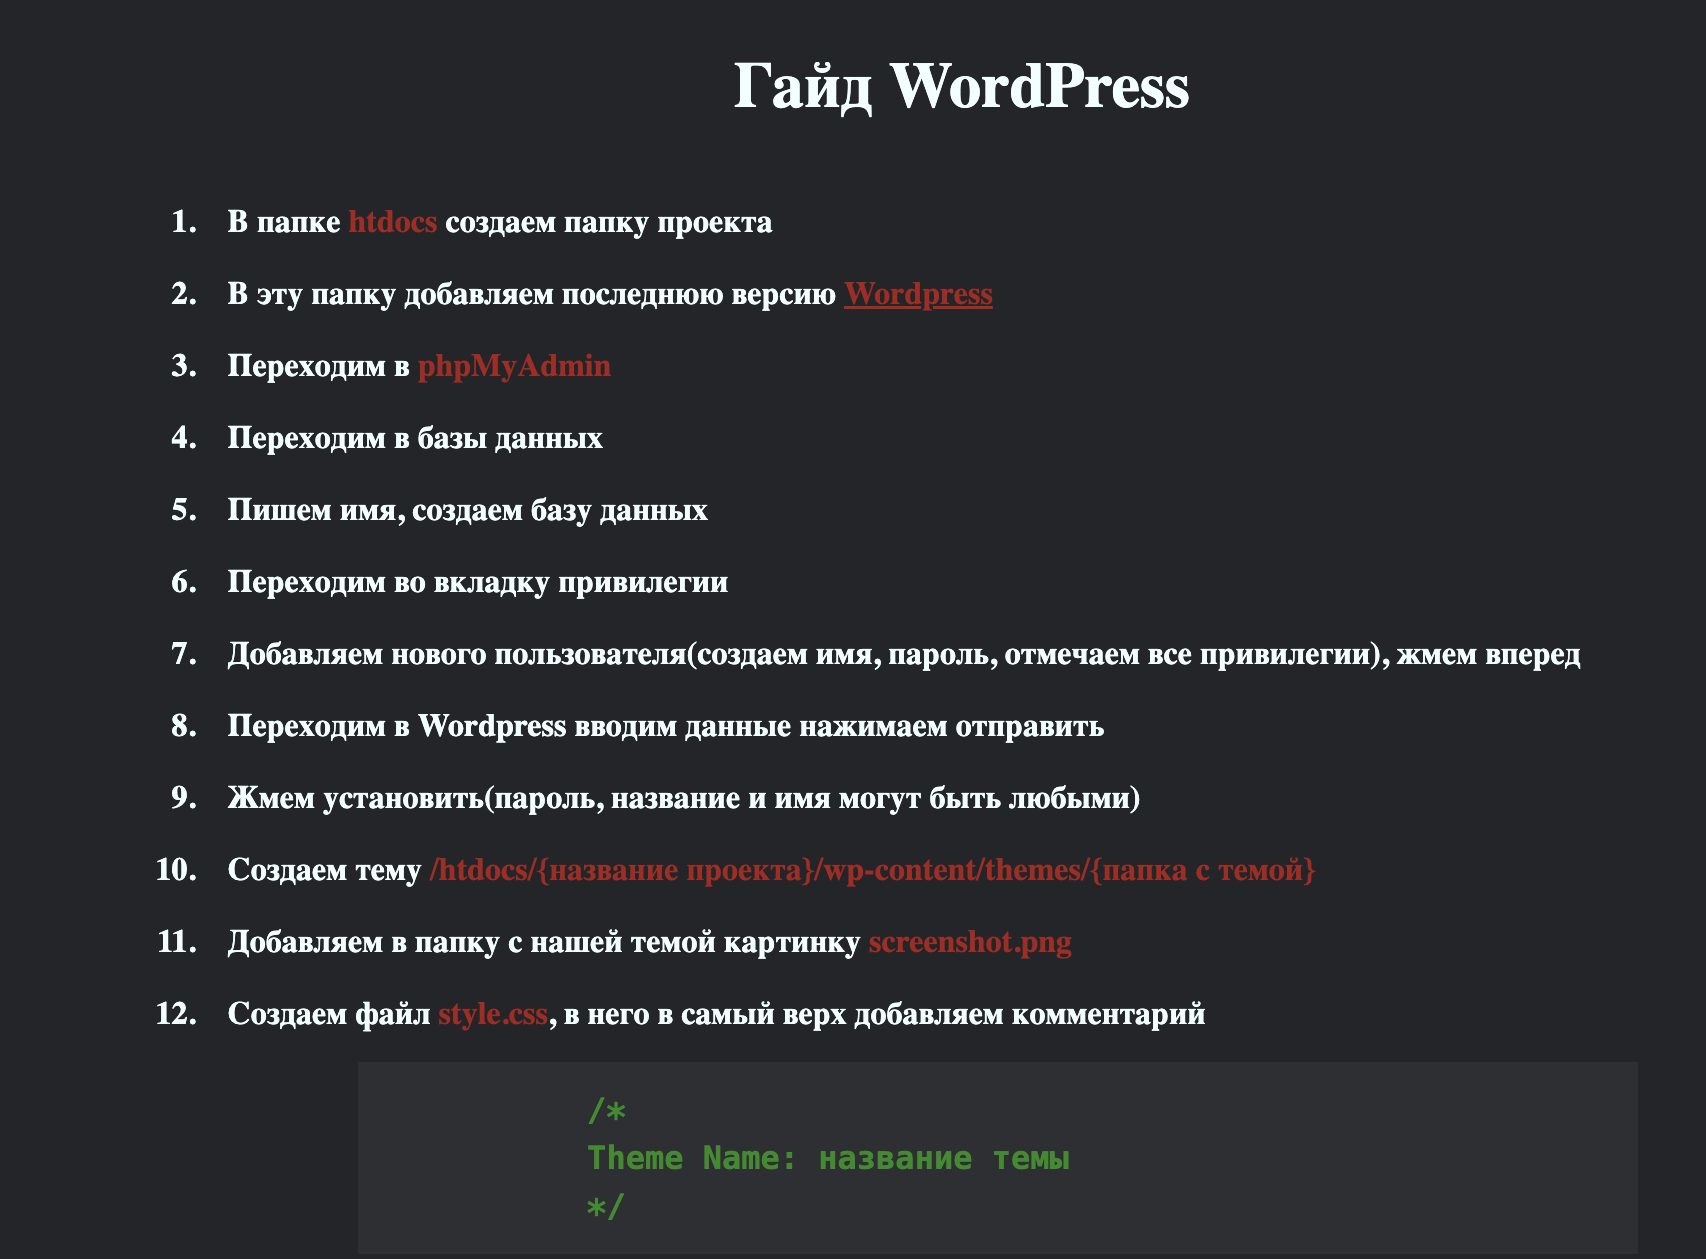 Гайд WordPress
1. В папке htdocs создаем папку проекта
2. В эту папку добавляем последнюю версию Wordpress
3. Переходим в phpMyAdmin
4. Переходим в базы данных
5. Пишем имя, создаем базу данных
6. Переходим во вкладку привилегии
7. Добавляем нового пользователя(создаем имя, пароль, отмечаем все привилегии), жмем вперед
8. Переходим в Wordpress вводим данные нажимаем отправить
9. Жмем установить(пароль, название и имя могут быть любыми)
10. Создаем тему /htdocs/{название проекта}/wp-content/themes/{папка с темой}
11. Добавляем в папку с нашей темой картинку screenshot.png
12. Создаем файл style.css, в него в самый верх добавляем комментарий
/*
Theme Name: название темы
*/